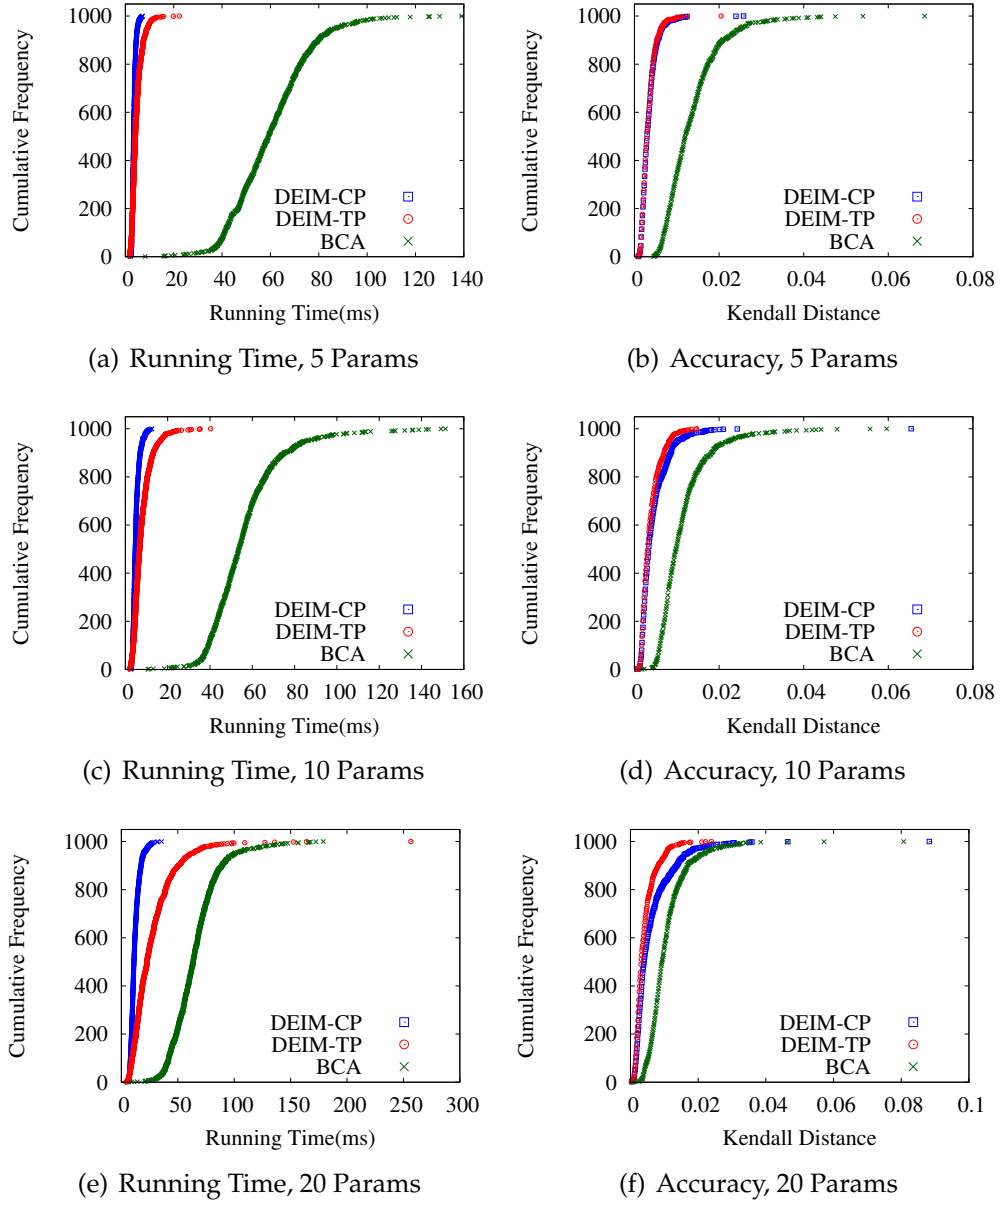 1000
800
600
400
200
0
Cumulative Frequency
DEIM-CP
DEIM-TP
BCA
0 20 40 60 80 100 120 140
Running Time(ms)
(a) Running Time, 5 Params
1000
800
600
400
200
0
Cumulative Frequency
DEIM-CP
DEIM-TP
BCA
0 0.02 0.04 0.06 0.08
Kendall Distance
(b) Accuracy, 5 Params
1000
800
600
400
200
0
Cumulative Frequency
DEIM-CP
DEIM-TP
BCA
0 20 40 60 80 100 120 140 160
Running Time(ms)
(c) Running Time, 10 Params
1000
800
600
400
200
0
Cumulative Frequency
DEIM-CP
DEIM-TP
BCA
0 0.02 0.04 0.06 0.08
Kendall Distance
(d) Accuracy, 10 Params
1000
800
600
400
200
0
Cumulative Frequency
DEIM-CP
DEIM-TP
BCA
0 50 100 150 200 250 300
Running Time(ms)
(e) Running Time, 20 Params
1000
800
600
400
200
0
Cumulative Frequency
DEIM-CP
DEIM-TP
BCA
0 0.02 0.04 0.06 0.08 0.1
Kendall Distance
(f) Accuracy, 20 Params